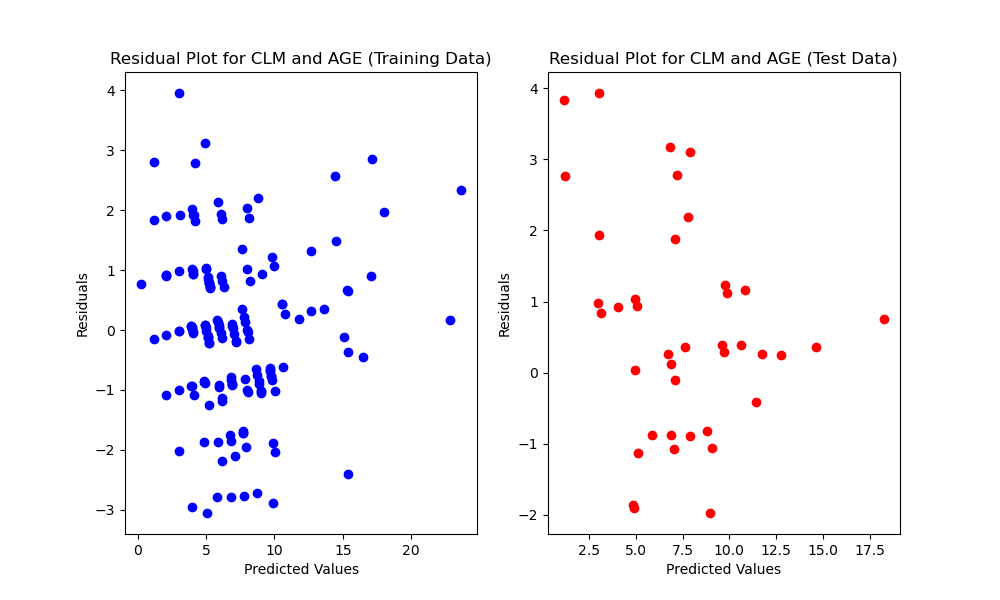 Residual Plot for CLM and AGE (Training Data)
4
3
2
1
0
−1
−2
−3
Residuals
0 5 10 15 20
Predicted Values
Residual Plot for CLM and AGE (Test Data)
4
3
2
1
0
−1
−2
Residuals
2.5 5.0 7.5 10.0 12.5 15.0 17.5
Predicted Values